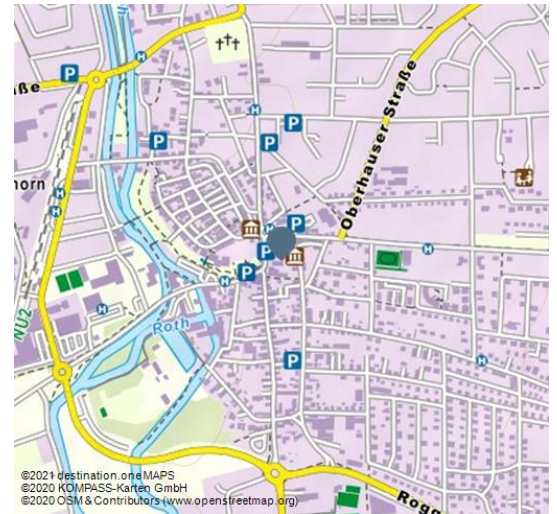 P
H
P
aße
P
P
H
Oberhauser Straße
horn
H
H
P
H
P
P
H
H
H
NU2
Roth
P
H
H
©2021 destination.one MAPS
©2020 KOMPASS-Karten GmbH
©2020 OSM & Contributors (www.openstreetmap.org)
Rogg